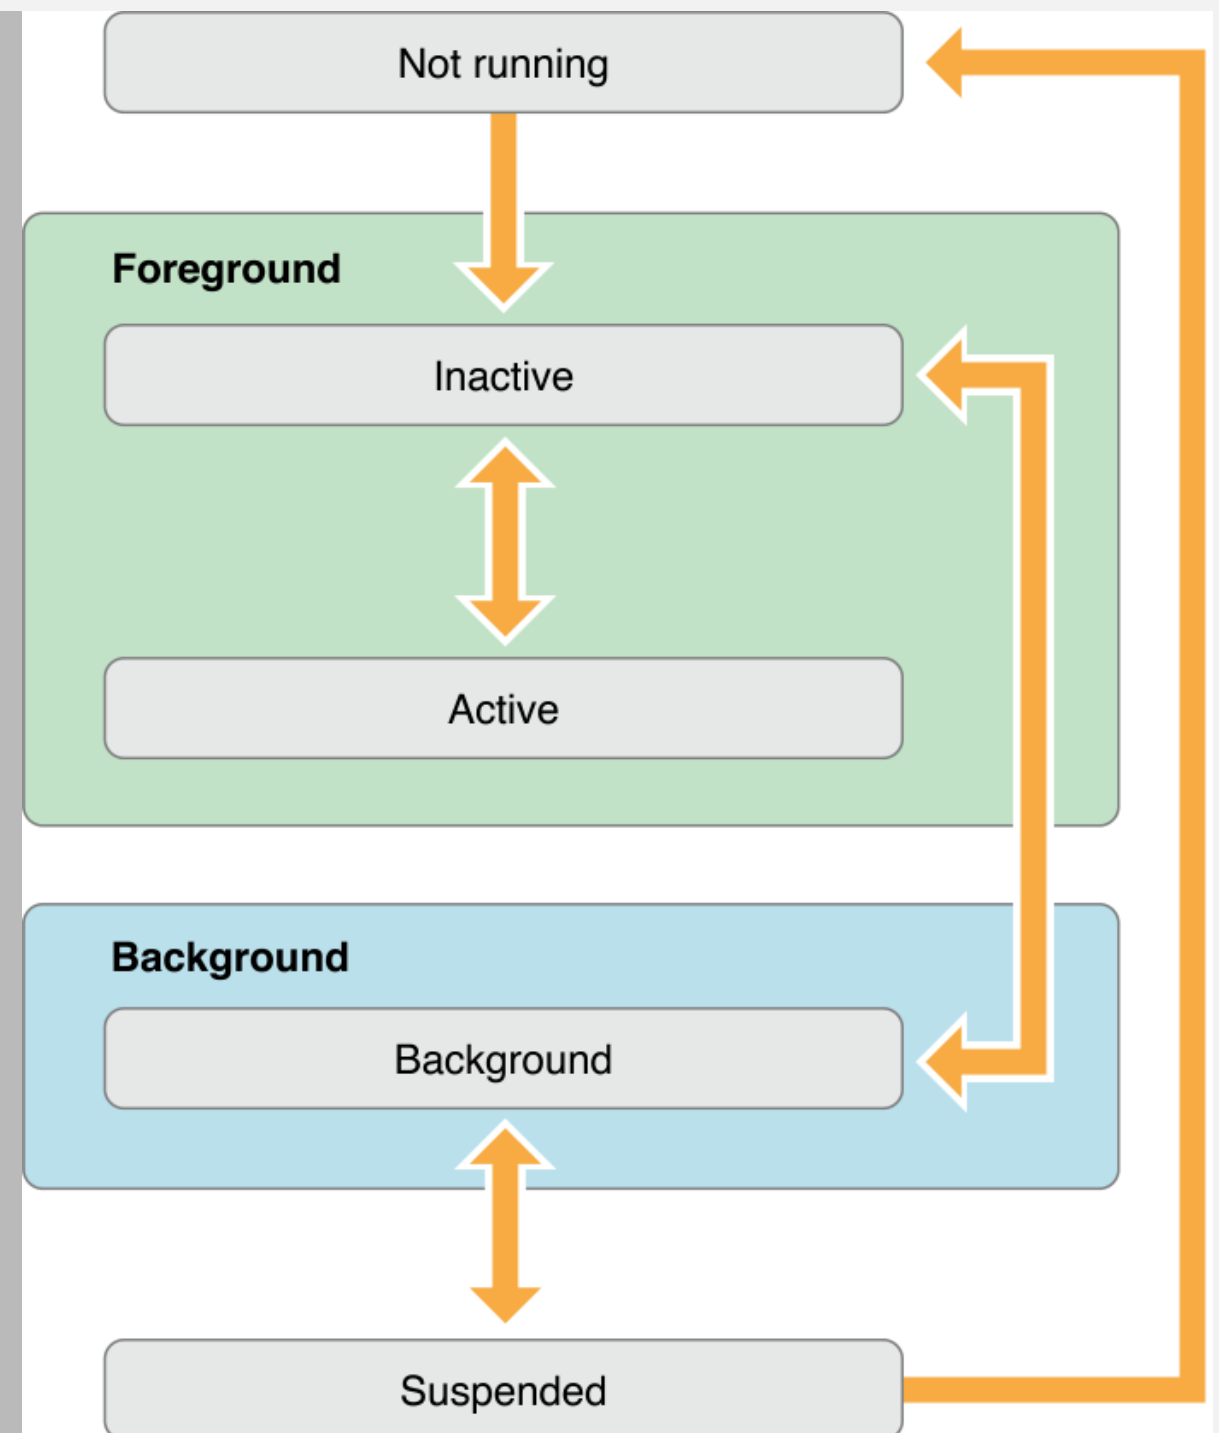 Not running
Foreground
Inactive
Active
Background
Background
Suspended